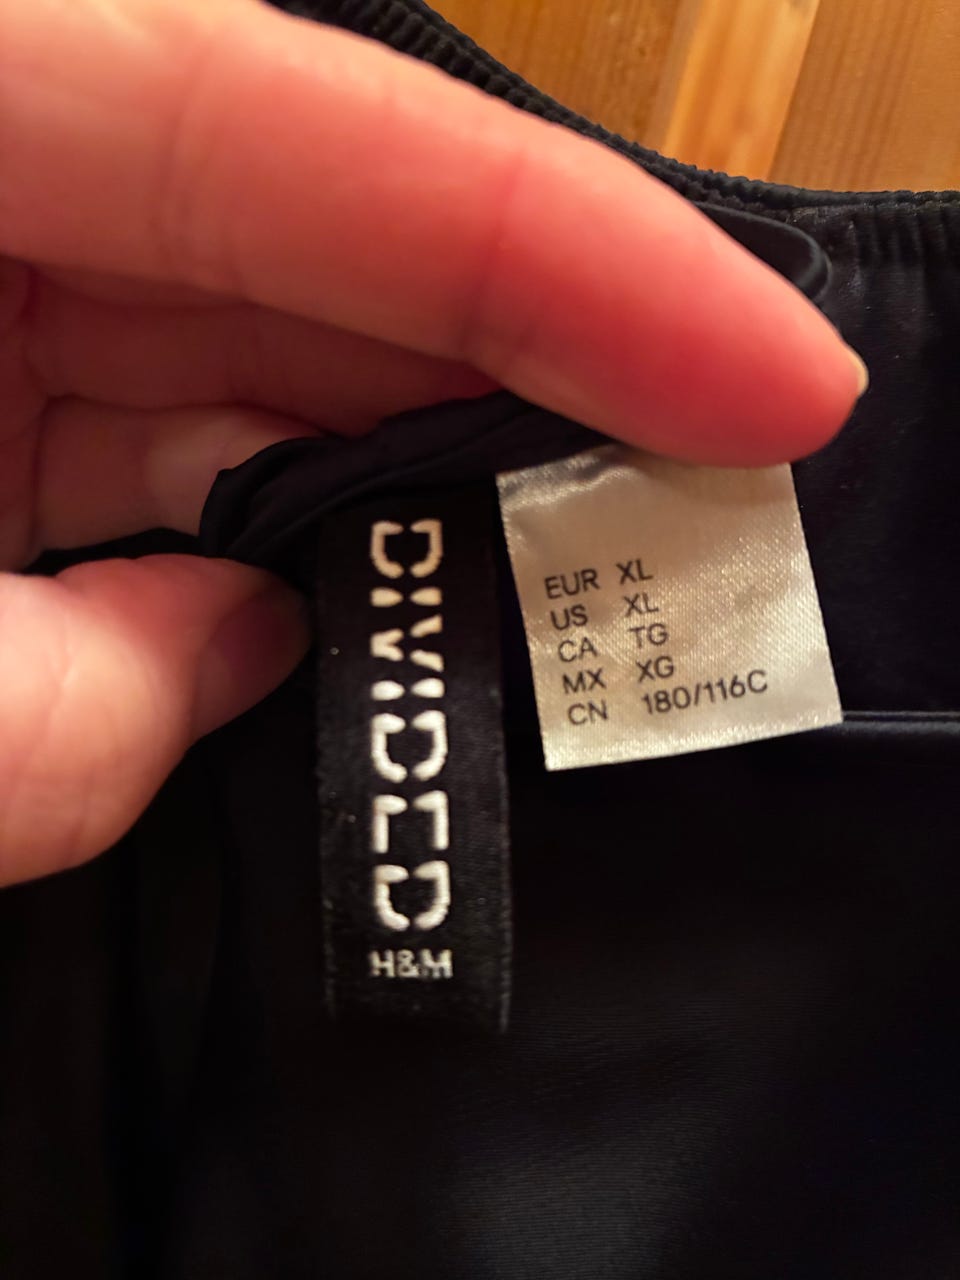 DIVIDED
H&M
EUR XL
US XL
CA TG
MX XG
CN 180/116C